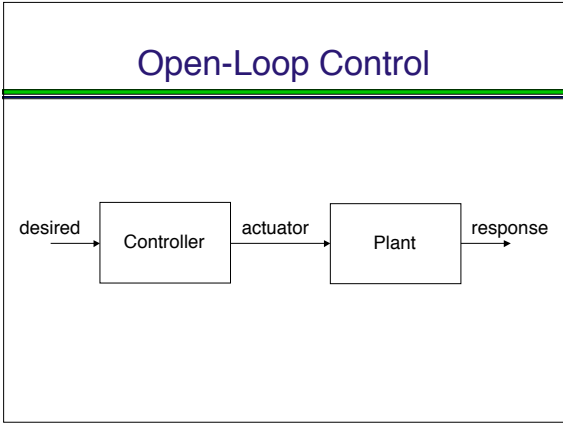 Open-Loop Control
desired
Controller
actuator
Plant
response